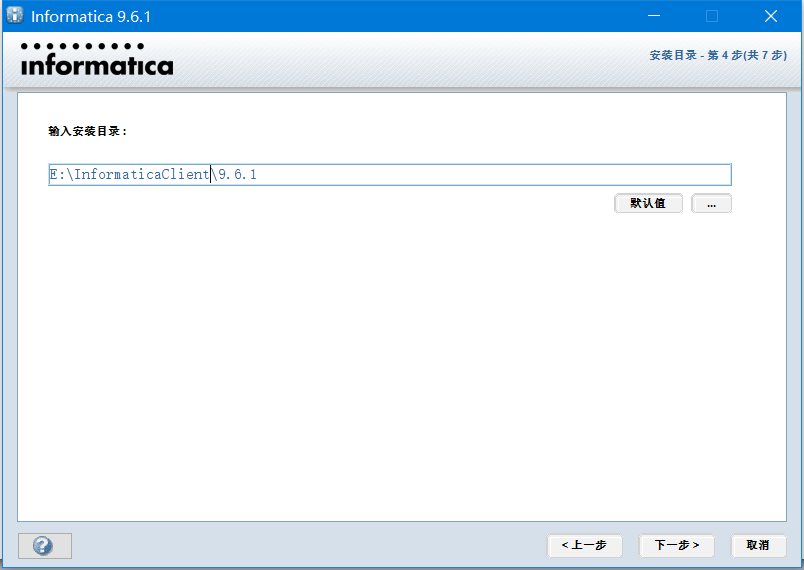 Informatica 9.6.1
informatica
安装目录 - 第 4 步(共 7 步)
输入安装目录：
E:\InformaticaClient\9.6.1
默认值
...
?
< 上一步
下一步 >
取消